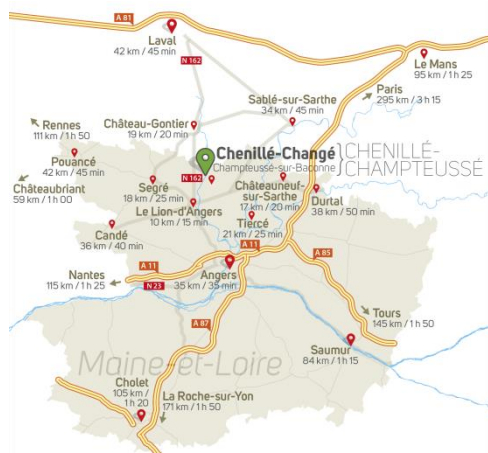 A 81
Laval
42 km / 45 min
N 162
Le Mans
95 km / 1 h 25
Paris
295 km / 3 h 15
Sablé-sur-Sarthe
34 km / 45 min
Château-Gontier
19 km / 20 min
Rennes
111 km / 1 h 50
Pouancé
42 km / 45 min
Châteaubriant
59 km / 1 h 00
Chenillé-Changé
Champteussé-sur-Baconne
CHENILLÉ-
CHAMPTEUSSÉ
N 162
Segré
18 km / 25 min
Châteauneuf-
sur-Sarthe
17 km / 20 min
Durtal
38 km / 50 min
Le Lion-d'Angers
10 km / 15 min
Tiercé
21 km / 25 min
Candé
36 km / 40 min
A 11
A 11
A 85
Nantes
115 km / 1 h 25
N 23
Angers
35 km / 35 min
Tours
145 km / 1 h 50
A 87
Saumur
84 km / 1 h 15
Maine-et-Loire
Cholet
105 km /
1 h 20
La Roche-sur-Yon
171 km / 1 h 50